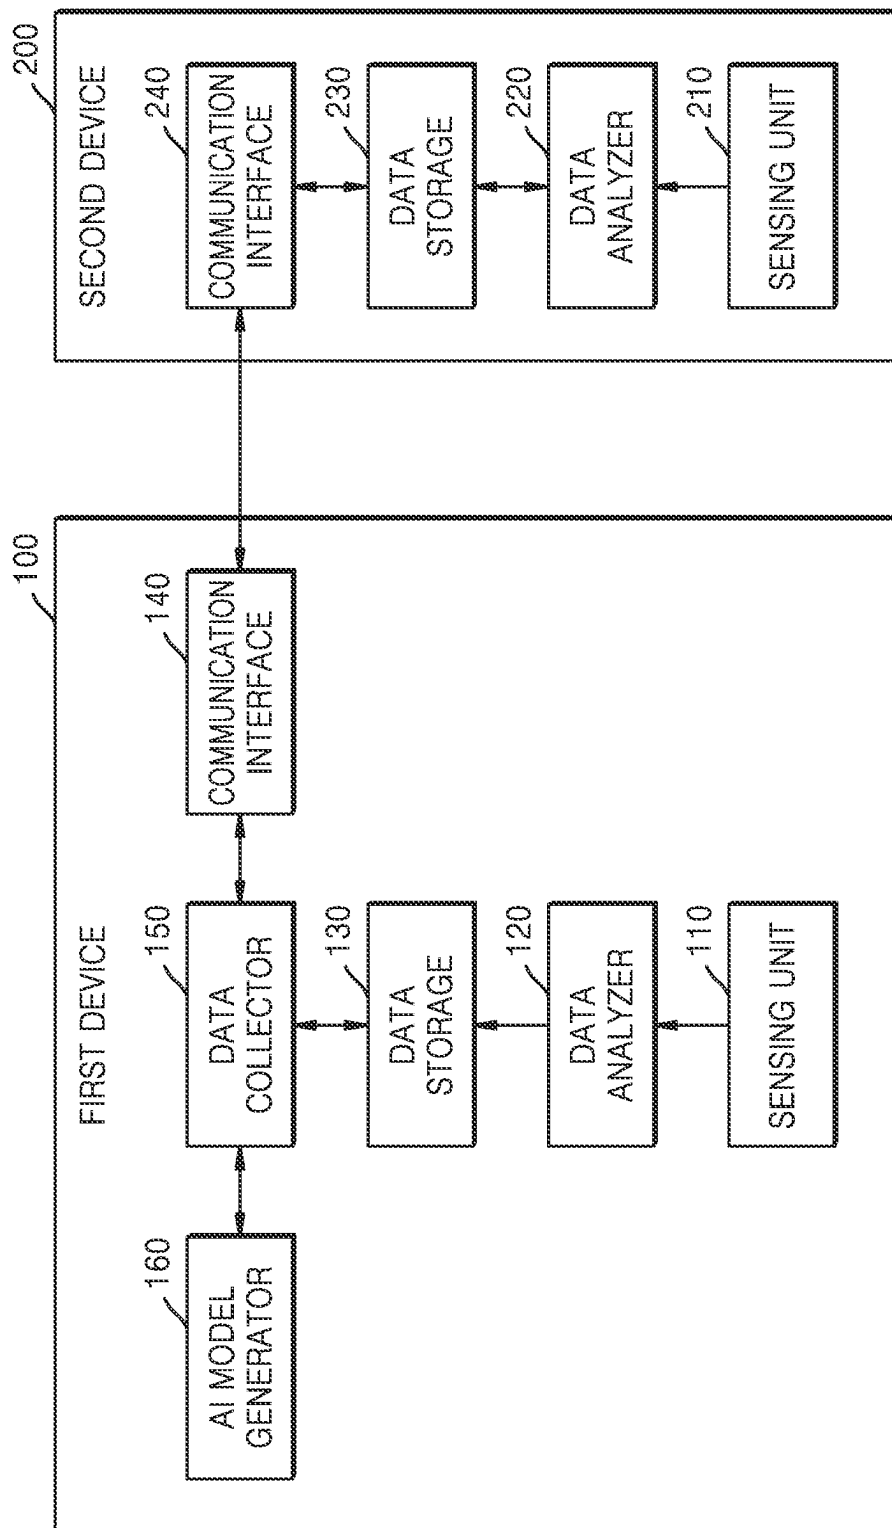 100
FIRST DEVICE
160
AI MODEL
GENERATOR
150
DATA
COLLECTOR
140
COMMUNICATION
INTERFACE
130
DATA
STORAGE
120
DATA
ANALYZER
110
SENSING UNIT
200
SECOND DEVICE
240
COMMUNICATION
INTERFACE
230
DATA
STORAGE
220
DATA
ANALYZER
210
SENSING UNIT